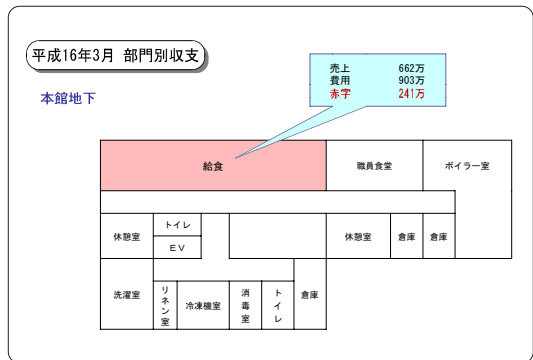 平成16年3月 部門別収支
売上 662万
費用 903万
赤字 241万
本館地下
給食
職員食堂
ボイラー室
休憩室
トイレ
EV
休憩室
倉庫
倉庫
洗濯室
リネン室
冷凍機室
消毒室
トイレ
倉庫